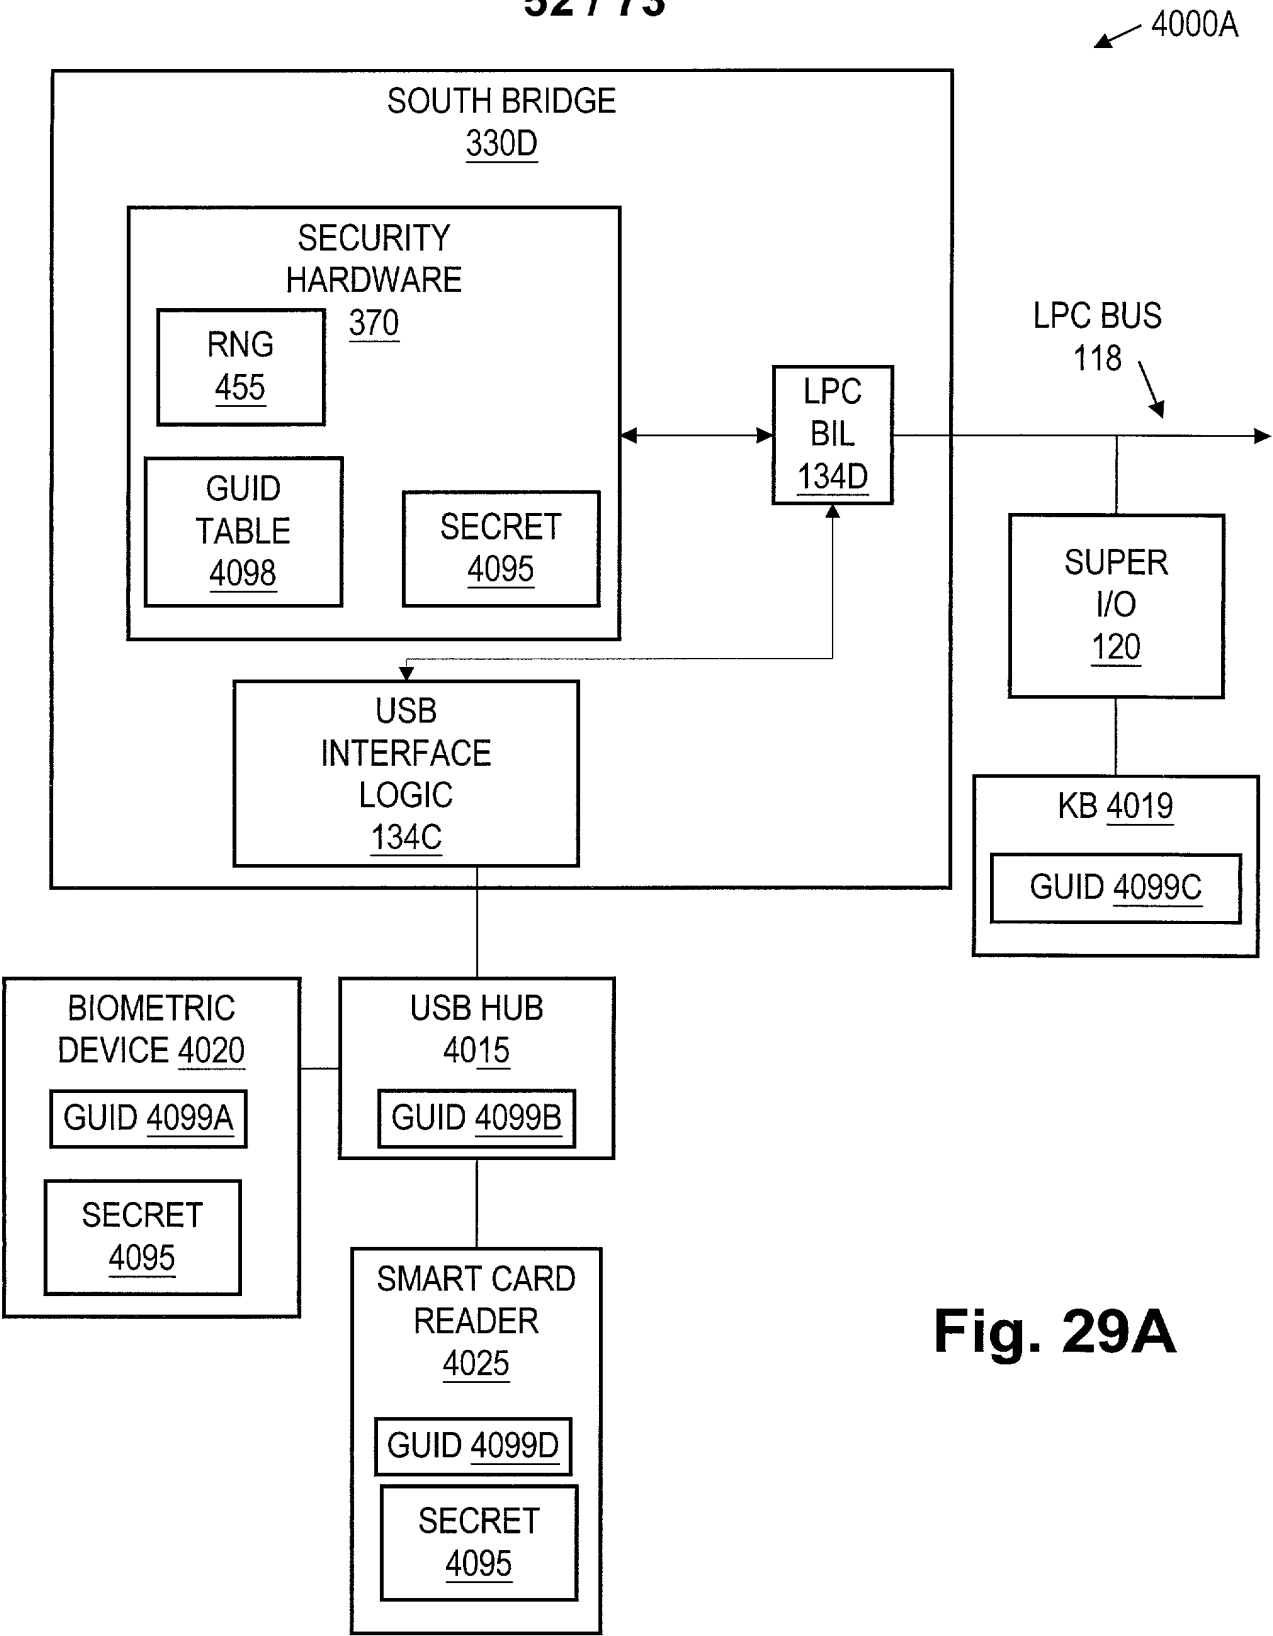 52 / 73
4000A
SOUTH BRIDGE
330D
SECURITY
HARDWARE
370
RNG
455
GUID
TABLE
4098
SECRET
4095
LPC
BIL
134D
LPC BUS
118
SUPER
I/O
120
USB
INTERFACE
LOGIC
134C
KB 4019
GUID 4099C
BIOMETRIC
DEVICE 4020
GUID 4099A
SECRET
4095
USB HUB
4015
GUID 4099B
SMART CARD
READER
4025
GUID 4099D
SECRET
4095
Fig. 29A